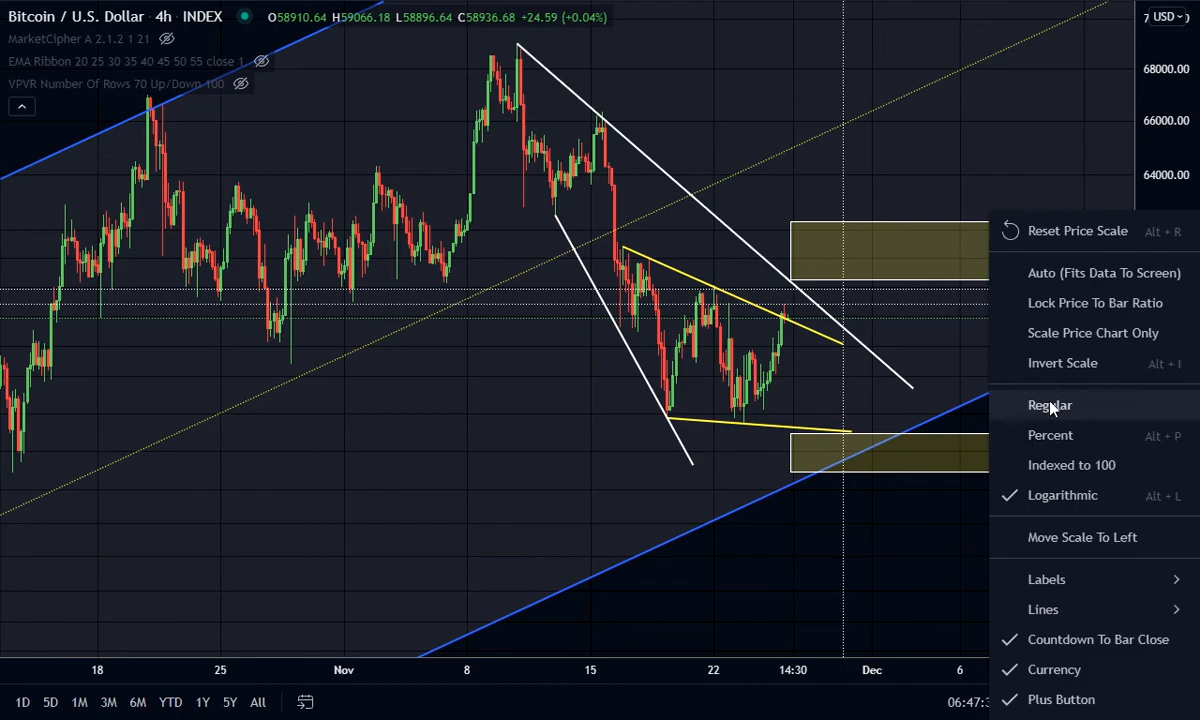 Bitcoin / U.S. Dollar 4h INDEX O58910.64 H59066.18 L58896.64 C58936.68 +24.59 (+0.04%)
USD
MarketCipher A 2.1.2 1 21
EMA Ribbon 20 25 30 35 40 45 50 55 close 1
VPVR Number Of Rows 70 Up/Down 100
68000.00
66000.00
64000.00
Reset Price Scale Alt + R
Auto (Fits Data To Screen)
Lock Price To Bar Ratio
Scale Price Chart Only
Invert Scale Alt + I
Regular
Percent Alt + P
Indexed to 100
Logarithmic Alt + L
Move Scale To Left
Labels
Lines
Countdown To Bar Close
Currency
Plus Button
18 25 Nov 8 15 22 14:30 Dec 6
1D 5D 1M 3M 6M YTD 1Y 5Y All